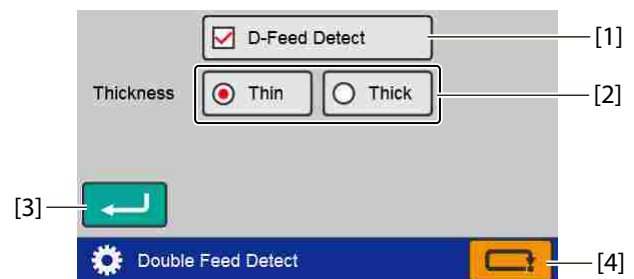 D-Feed Detect [1]
Thickness Thin Thick [2]
[3]
Double Feed Detect [4]